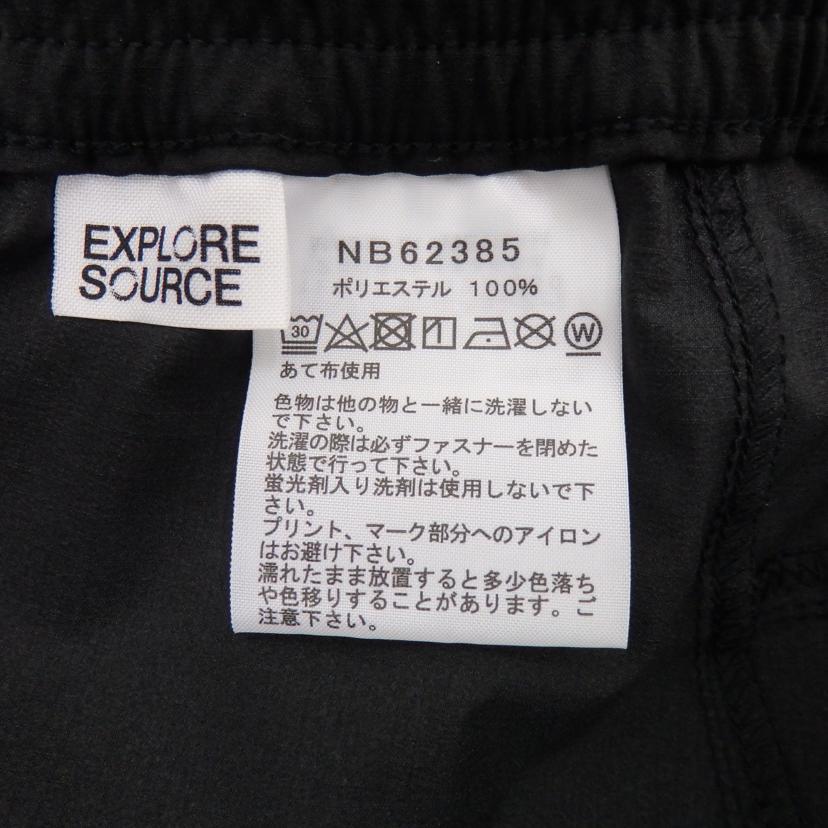 EXPLORE
SOURCE
NB62385
ポリエステル 100%
30
W
あて布使用
色物は他の物と一緒に洗濯しない
で下さい。
洗濯の際は必ずファスナーを閉めた
状態で行って下さい。
蛍光剤入り洗剤は使用しないで下
さい。
プリント、マーク部分へのアイロン
はお避け下さい。
濡れたまま放置すると多少色落ち
や色移りすることがあります。ご
注意下さい。